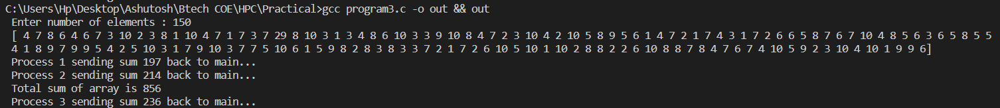 C:\Users\Hp\Desktop\Ashutosh\Btech COE\HPC\Practical>gcc program3.c -o out && out
Enter number of elements : 150
[ 4 7 8 6 4 6 7 3 10 2 3 8 1 10 4 7 1 7 3 7 29 8 10 3 1 3 4 8 6 10 3 3 9 10 8 4 7 2 3 10 4 2 10 5 8 9 5 6 1 4 7 2 1 7 4 3 1 7 2 6 6 5 8 7 6 7 10 4 8 5 6 3 6 5 8 5 5
4 1 8 9 7 9 9 5 4 2 5 10 3 1 7 9 10 3 7 7 5 10 6 1 5 9 8 2 8 3 8 3 3 7 2 1 7 2 6 10 5 10 1 10 2 8 8 2 2 6 10 8 8 7 8 4 7 6 7 4 10 5 9 2 3 10 4 10 1 9 9 6]
Process 1 sending sum 197 back to main...
Process 2 sending sum 214 back to main...
Total sum of array is 856
Process 3 sending sum 236 back to main...